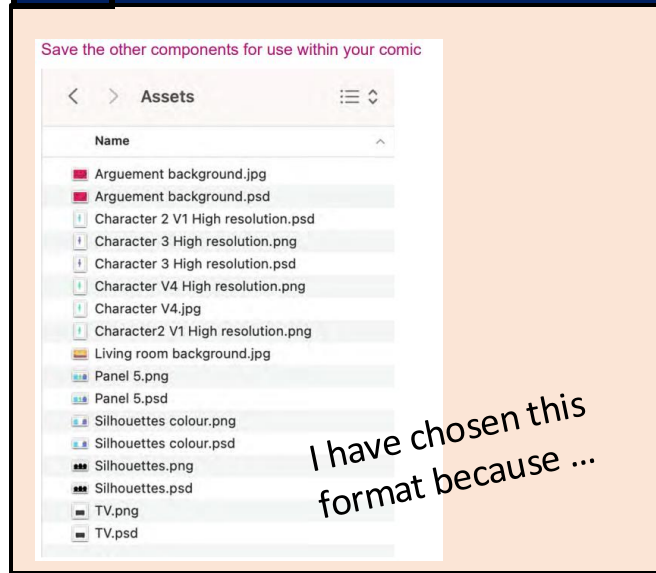 Save the other components for use within your comic
Assets
Name
Arguement background.jpg
Arguement background.psd
Character 2 V1 High resolution.psd
Character 3 High resolution.png
Character 3 High resolution.psd
Character V4 High resolution.png
Character V4.jpg
Character2 V1 High resolution.png
Living room background.jpg
Panel 5.png
Panel 5.psd
Silhouettes colour.png
Silhouettes colour.psd
Silhouettes.png
Silhouettes.psd
TV.png
TV.psd
I have chosen this
format because ...